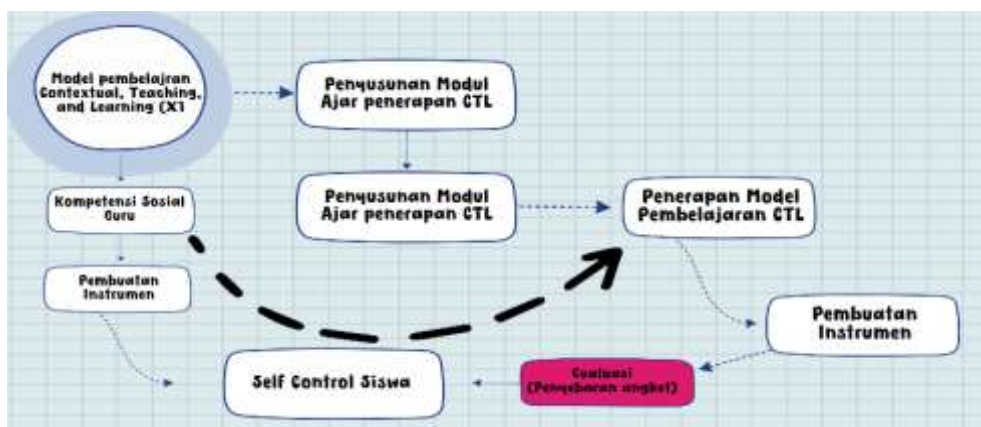 Model pembelajran
Contextual, Teaching,
and Learning (X1
Penyusunan Modul
Ajar penerapan CTL
Kompetensi Sosial
Guru
Penyusunan Modul
Ajar penerapan CTL
Penerapan Model
Pembelajaran CTL
Pembuatan
Instrumen
Pembuatan
Instrumen
Self Control Siswa
Evaluasi
(Penyebaran angket)